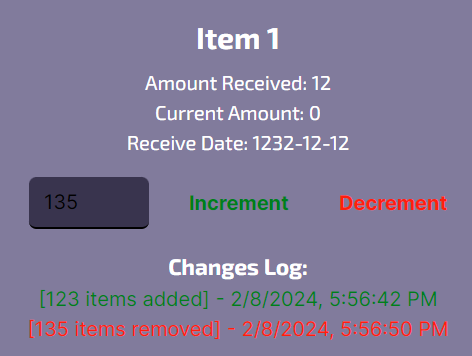 Item 1
Amount Received: 12
Current Amount: 0
Receive Date: 1232-12-12
135 Increment Decrement
Changes Log:
[123 items added] - 2/8/2024, 5:56:42 PM
[135 items removed] - 2/8/2024, 5:56:50 PM